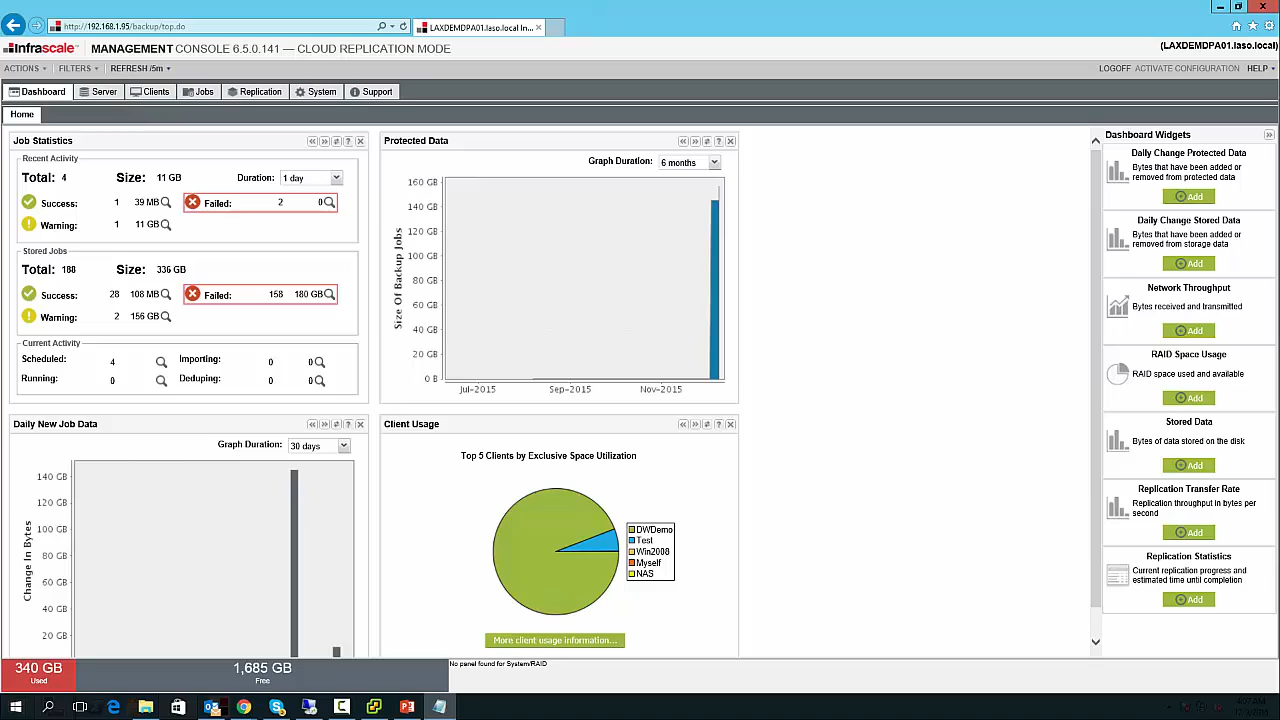 http://192.168.1.95/backup/top.do
LAXDEMDPA01.laso.local In...
infrascale™ MANAGEMENT CONSOLE 6.5.0.141 — CLOUD REPLICATION MODE
(LAXDEMDPA01.laso.local)
ACTIONS FILTERS REFRESH /5m
LOGOFF ACTIVATE CONFIGURATION HELP
Dashboard Server Clients Jobs Replication System Support
Home
Job Statistics
Recent Activity
Total: 4 Size: 11 GB Duration: 1 day
Success: 1 39 MB Failed: 2 0
Warning: 1 11 GB
Stored Jobs
Total: 188 Size: 336 GB
Success: 28 108 MB Failed: 158 180 GB
Warning: 2 156 GB
Current Activity
Scheduled: 4 Importing: 0 0
Running: 0 Deduping: 0 0
Protected Data
Graph Duration: 6 months
Size Of Backup Jobs
160 GB
140 GB
120 GB
100 GB
80 GB
60 GB
40 GB
20 GB
0 B
Jul-2015 Sep-2015 Nov-2015
Daily New Job Data
Graph Duration: 30 days
Change In Bytes
140 GB
120 GB
100 GB
80 GB
60 GB
40 GB
20 GB
Client Usage
Top 5 Clients by Exclusive Space Utilization
DWDemo
Test
Win2008
Myself
NAS
More client usage information...
Dashboard Widgets
Daily Change Protected Data
Bytes that have been added or
removed from protected data
Add
Daily Change Stored Data
Bytes that have been added or
removed from storage data
Add
Network Throughput
Bytes received and transmitted
Add
RAID Space Usage
RAID space used and available
Add
Stored Data
Bytes of data stored on the disk
Add
Replication Transfer Rate
Replication throughput in bytes per
second
Add
Replication Statistics
Current replication progress and
estimated time until completion
Add
340 GB
Used
1,685 GB
Free
No panel found for System/RAID